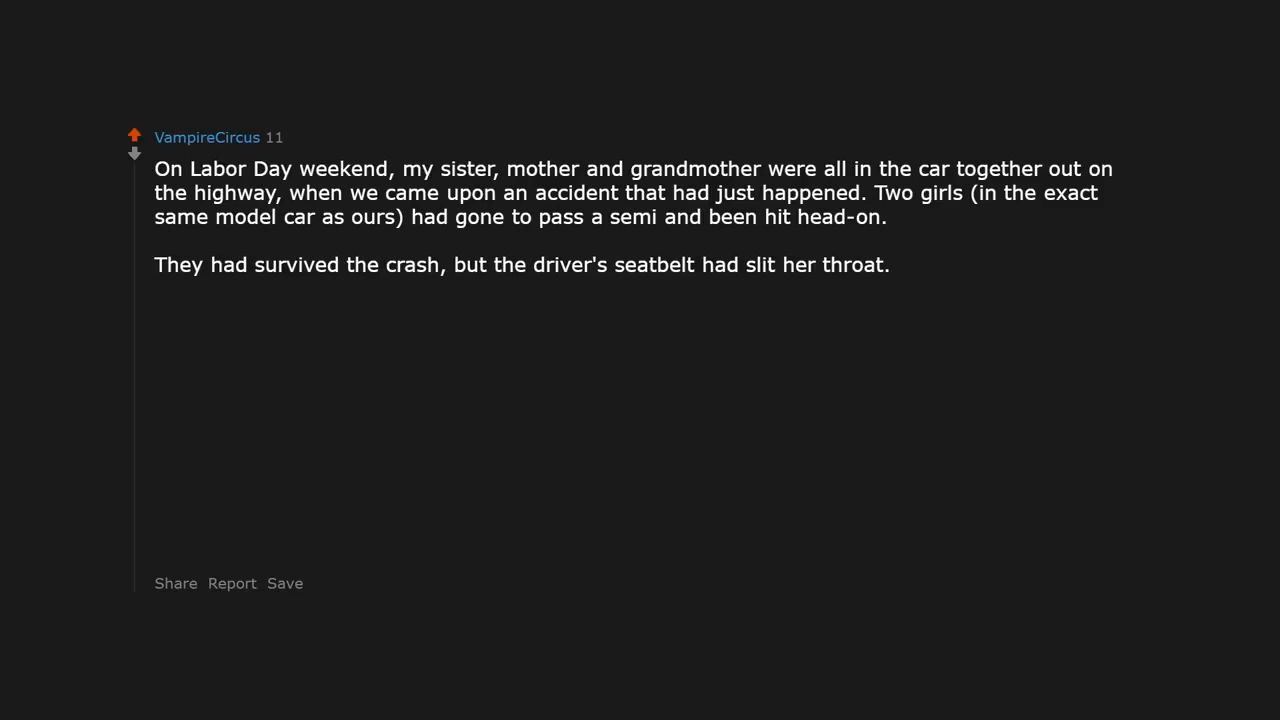 VampireCircus 11
On Labor Day weekend, my sister, mother and grandmother were all in the car together out on
the highway, when we came upon an accident that had just happened. Two girls (in the exact
same model car as ours) had gone to pass a semi and been hit head-on.
They had survived the crash, but the driver's seatbelt had slit her throat.
Share Report Save